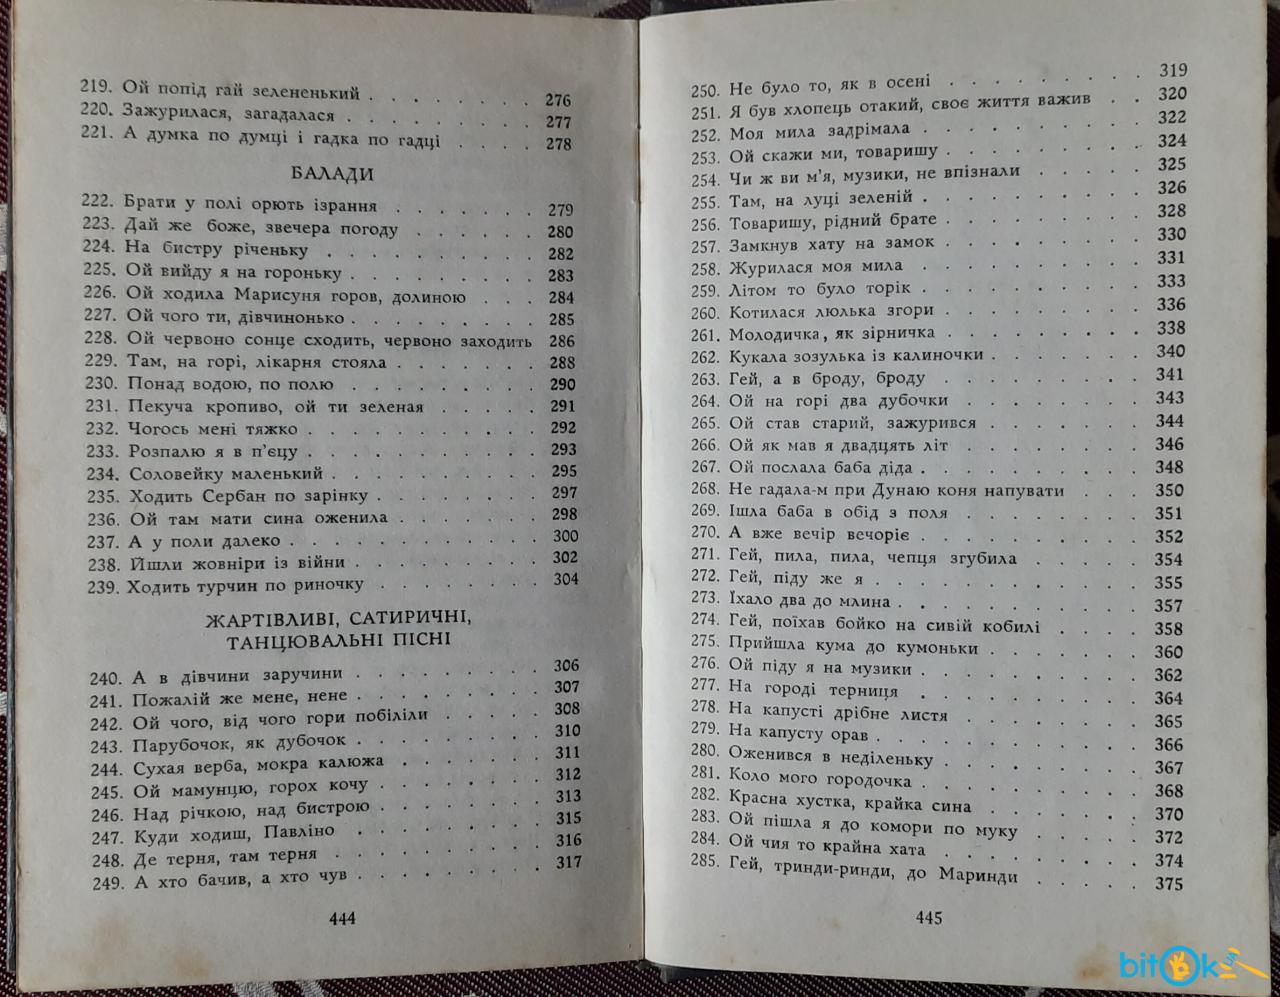 219. Ой попід гай зелененький . . . . . . . 276
220. Зажурилася, загадалася . . . . . . . . 277
221. А думка по думці і гадка по гадці . . . . 278
БАЛАДИ
222. Брати у полі орють ізрання . . . . . . 279
223. Дай же боже, звечера погоду . . . . . . 280
224. На бистру річеньку . . . . . . . . . 282
225. Ой вийду я на гороньку . . . . . . . . 283
226. Ой ходила Марисуня горов, долиною . . . 284
227. Ой чого ти, дівчинонько . . . . . . . . 285
228. Ой червоно сонце сходить, червоно заходить 286
229. Там, на горі, лікарня стояла . . . . . . . 288
230. Понад водою, по полю . . . . . . . . 290
231. Пекуча кропиво, ой ти зеленая . . . . . 291
232. Чогось мені тяжко . . . . . . . . . . 292
233. Розпалю я в п'єцу . . . . . . . . . . 293
234. Соловейку маленький . . . . . . . . . 295
235. Ходить Сербан по зарінку . . . . . . . 297
236. Ой там мати сина оженила . . . . . . . 298
237. А у поли далеко . . . . . . . . . . . 300
238. Йшли жовніри із війни . . . . . . . . 302
239. Ходить турчин по риночку . . . . . . . 304
ЖАРТІВЛИВІ, САТИРИЧНІ,
ТАНЦЮВАЛЬНІ ПІСНІ
240. А в дівчини заручини . . . . . . . . 306
241. Пожалій же мене, нене . . . . . . . . 307
242. Ой чого, від чого гори побіліли . . . . . 308
243. Парубочок, як дубочок . . . . . . . . 310
244. Сухая верба, мокра калюжа . . . . . . . 311
245. Ой мамунцю, горох кочу . . . . . . . . 312
246. Над річкою, над бистрою . . . . . . . . 313
247. Куди ходиш, Павліно . . . . . . . . . 315
248. Де терня, там терня . . . . . . . . . 316
249. А хто бачив, а хто чув . . . . . . . . . 317
444
250. Не було то, як в осені . . . . . . . . 319
251. Я був хлопець отакий, своє життя важив . . 320
252. Моя мила задрімала . . . . . . . . . 322
253. Ой скажи ми, товаришу . . . . . . . . 324
254. Чи ж ви м'я, музики, не впізнали . . . . . 325
255. Там, на луці зеленій . . . . . . . . . 326
256. Товаришу, рідний брате . . . . . . . . 328
257. Замкнув хату на замок . . . . . . . . 330
258. Журилася моя мила . . . . . . . . . 331
259. Літом то було торік . . . . . . . . . 333
260. Котилася люлька згори . . . . . . . . 336
261. Молодичка, як зірничка . . . . . . . . 338
262. Кукала зозулька із калиночки . . . . . . 340
263. Гей, а в броду, броду . . . . . . . . . 341
264. Ой на горі два дубочки . . . . . . . . 343
265. Ой став старий, зажурився . . . . . . . 344
266. Ой як мав я двадцять літ . . . . . . . 346
267. Ой послала баба діда . . . . . . . . . 348
268. Не гадала-м при Дунаю коня напувати . . . 350
269. Ішла баба в обід з поля . . . . . . . . 351
270. А вже вечір вечоріє . . . . . . . . . 352
271. Гей, пила, пила, чепця згубила . . . . . 354
272. Гей, піду же я . . . . . . . . . . . 355
273. Їхало два до млина . . . . . . . . . . 357
274. Гей, поїхав бойко на сивій кобилі . . . . 358
275. Прийшла кума до кумоньки . . . . . . 360
276. Ой піду я на музики . . . . . . . . . 362
277. На городі терниця . . . . . . . . . 364
278. На капусті дрібне листя . . . . . . . . 365
279. На капусту орав . . . . . . . . . . . 366
280. Оженився в неділеньку . . . . . . . . 367
281. Коло мого городочка . . . . . . . . . 368
282. Красна хустка, крайка сина . . . . . . . 370
283. Ой пішла я до комори по муку . . . . . 372
284. Ой чия то крайна хата . . . . . . . . 374
285. Гей, тринди-ринди, до Маринди . . . . . 375
445
bitok.ua